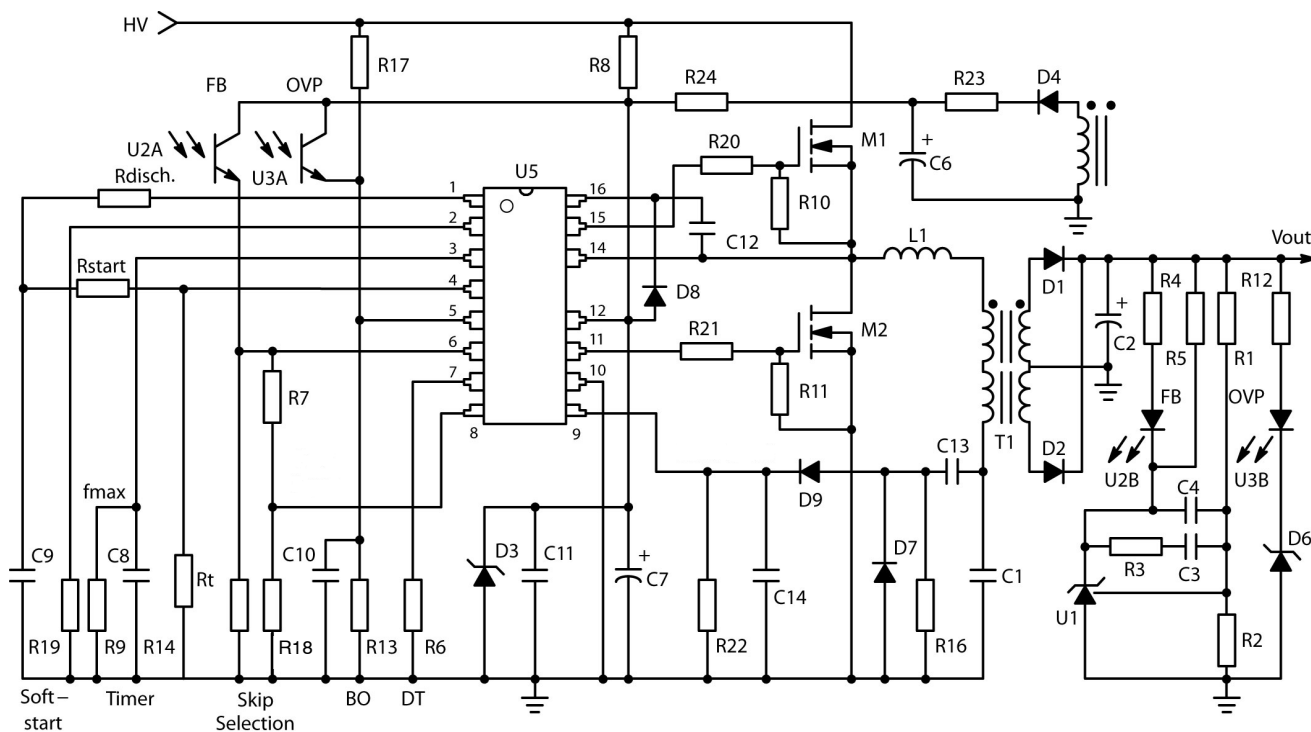 HV
R17
R8
FB
OVP
R24
R23
D4
U2A
U3A
Rdisch.
U5
R20
M1
C6
1
16
2
15
3
14
4
5
12
6
11
7
10
8
9
R10
C12
L1
Vout
Rstart
D8
D1
R4
R12
M2
C2
R5
R1
R21
R7
R11
T1
FB
OVP
C13
D2
U2B
U3B
D9
fmax
C4
C9
C8
C10
D3
C11
C7
D7
C1
R3
C3
D6
Rt
C14
U1
R19
R9
R14
R18
R13
R6
R22
R16
R2
Soft-
start
Timer
Skip
Selection
BO
DT
+
+
+